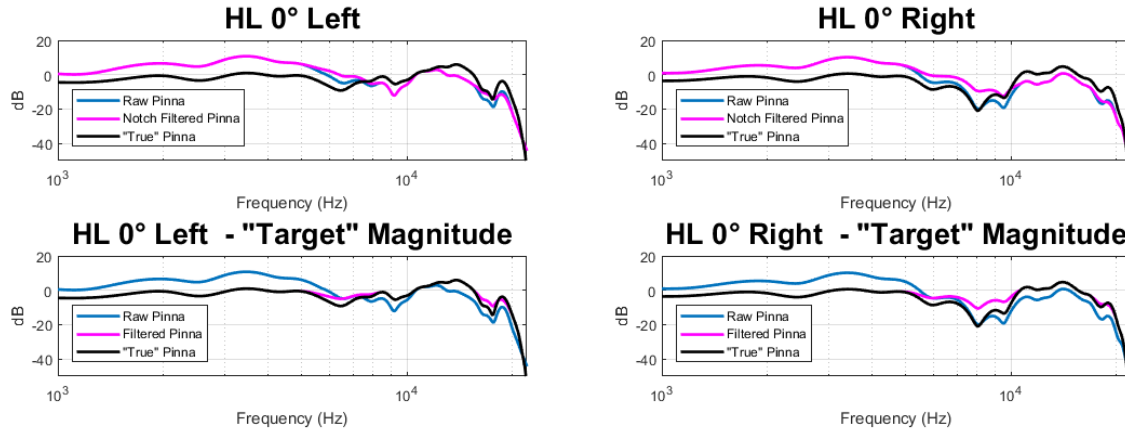 HL 0° Left
20
0
-20
-40
dB
Raw Pinna
Notch Filtered Pinna
"True" Pinna
10³
10⁴
Frequency (Hz)
HL 0° Right
20
0
-20
-40
dB
Raw Pinna
Notch Filtered Pinna
"True" Pinna
10³
10⁴
Frequency (Hz)
HL 0° Left - "Target" Magnitude
20
0
-20
-40
dB
Raw Pinna
Filtered Pinna
"True" Pinna
10³
10⁴
Frequency (Hz)
HL 0° Right - "Target" Magnitude
20
0
-20
-40
dB
Raw Pinna
Filtered Pinna
"True" Pinna
10³
10⁴
Frequency (Hz)